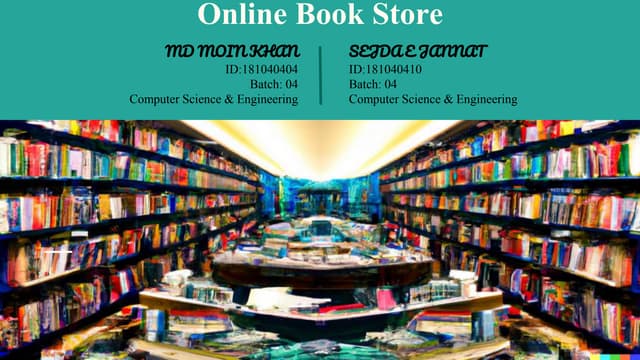 Online Book Store
MD MOIN KHAN
ID:181040404
Batch: 04
Computer Science & Engineering
SEJDA E JANNAT
ID:181040410
Batch: 04
Computer Science & Engineering